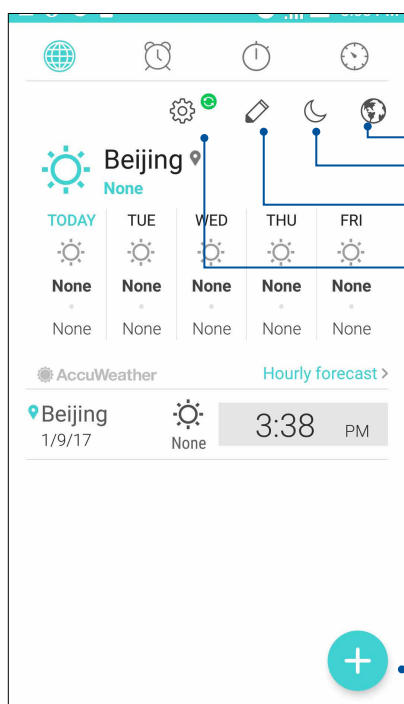 Beijing
None
TODAY TUE WED THU FRI
None None None None None
None None None None None
AccuWeather Hourly forecast >
Beijing
1/9/17 None 3:38 PM